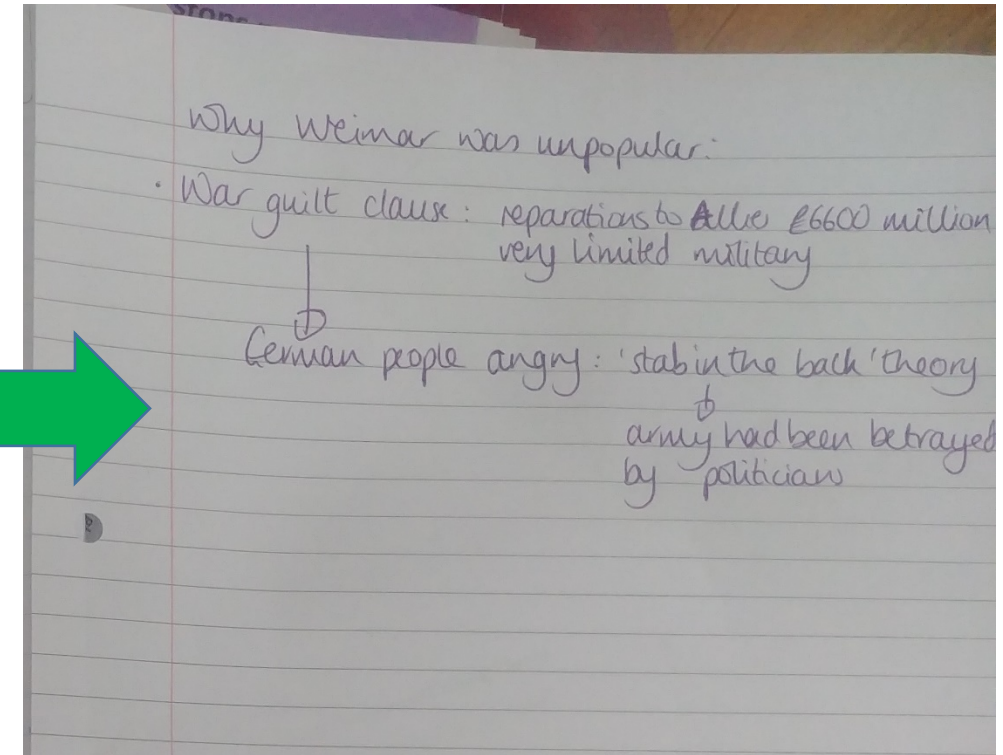 Why Weimar was unpopular:
· War guilt clause: reparations to Allie £6600 million
very limited military
German people angry: 'stab in the back' theory
army had been betrayed
by politicians